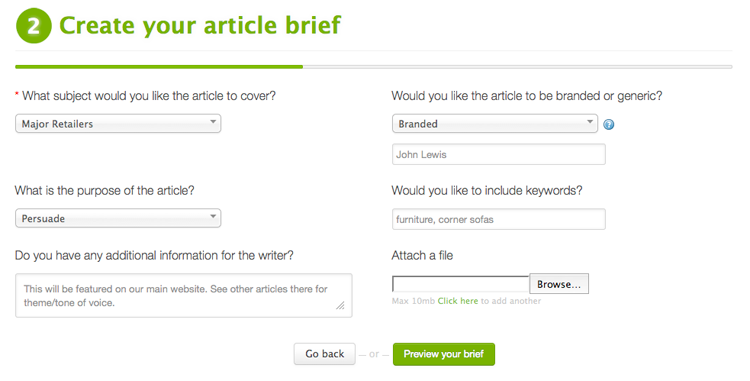 2 Create your article brief
* What subject would you like the article to cover?
Major Retailers
Would you like the article to be branded or generic?
Branded
?
John Lewis
What is the purpose of the article?
Persuade
Would you like to include keywords?
furniture, corner sofas
Do you have any additional information for the writer?
This will be featured on our main website. See other articles there for
theme/tone of voice.
Attach a file
Browse...
Max 10mb Click here to add another
Go back – or – Preview your brief